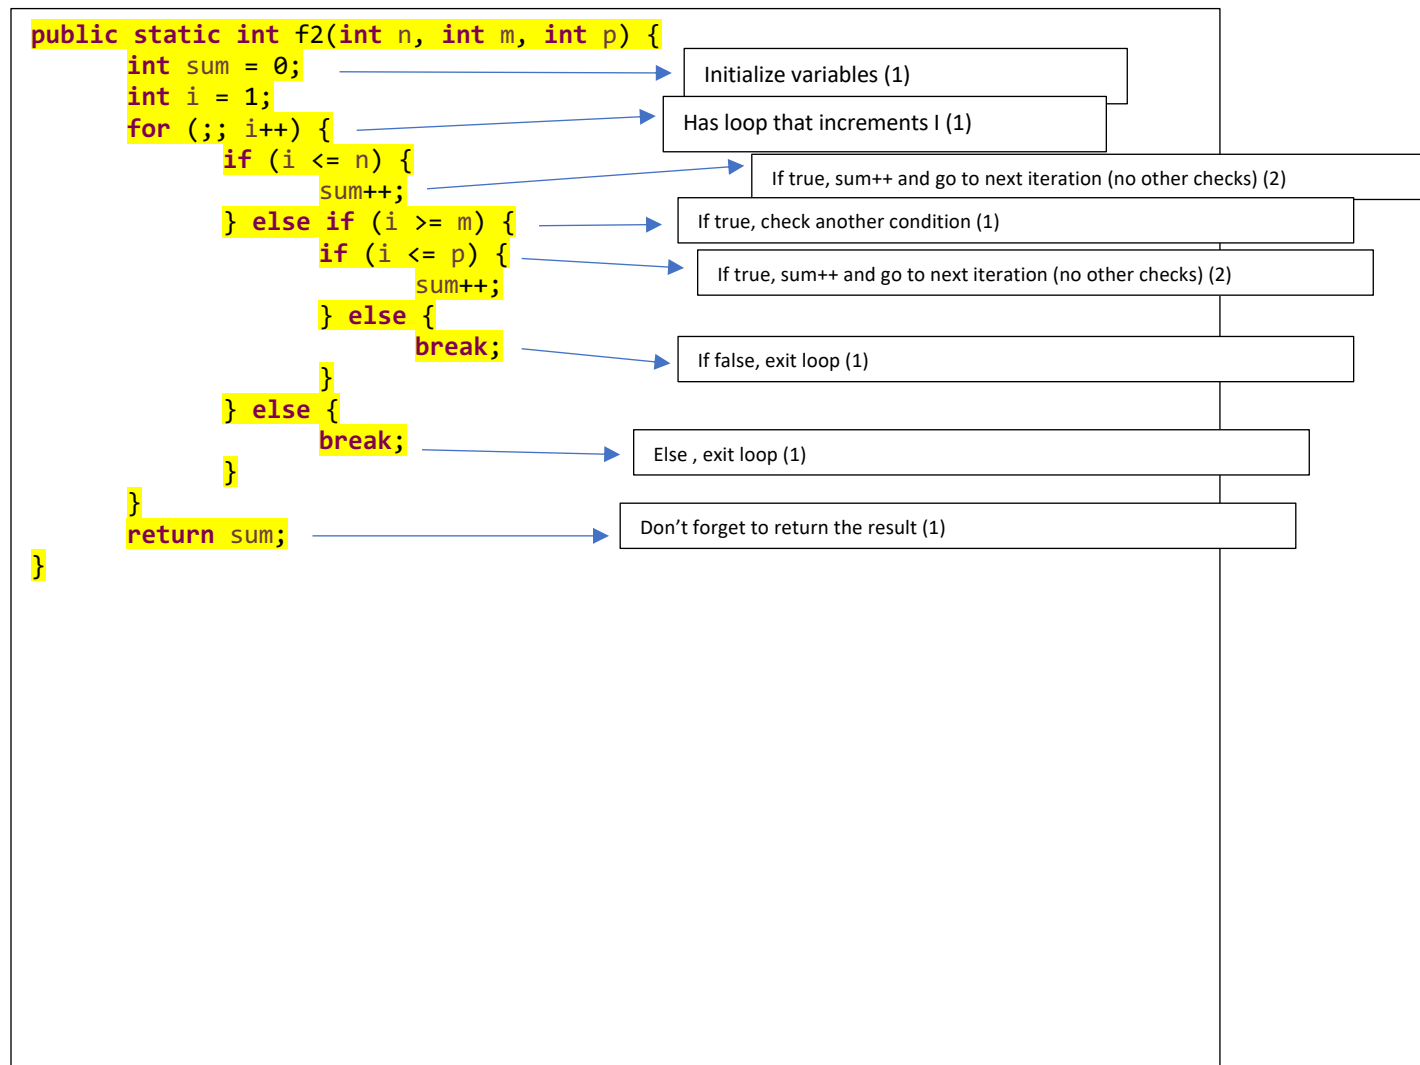 public static int f2(int n, int m, int p) {
int sum = 0;
Initialize variables (1)
int i = 1;
for (;; i++) {
Has loop that increments I (1)
if (i <= n) {
sum++;
If true, sum++ and go to next iteration (no other checks) (2)
} else if (i >= m) {
If true, check another condition (1)
if (i <= p) {
If true, sum++ and go to next iteration (no other checks) (2)
sum++;
} else {
break;
If false, exit loop (1)
}
} else {
break;
Else , exit loop (1)
}
}
return sum;
Don’t forget to return the result (1)
}